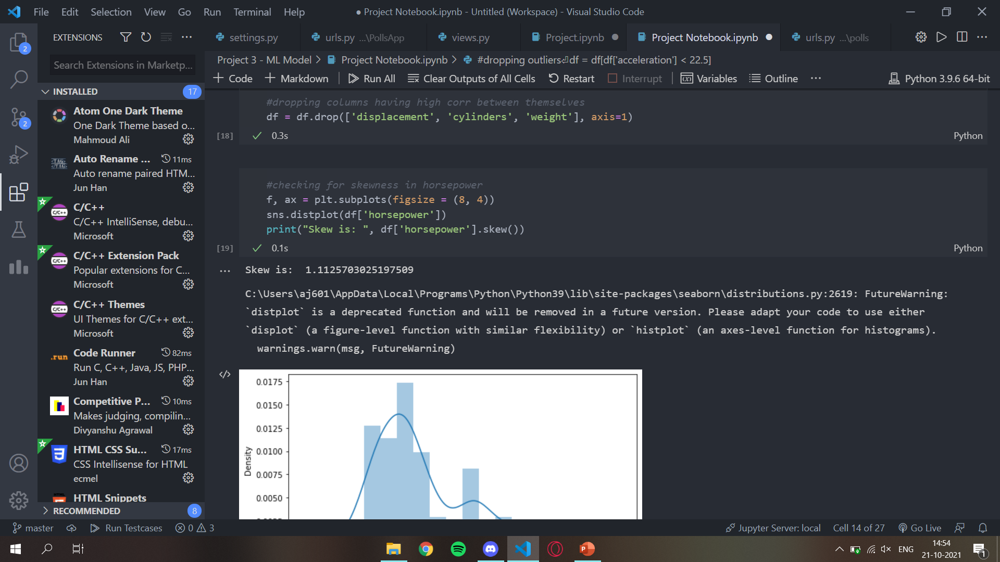 File Edit Selection View Go Run Terminal Help
● Project Notebook.ipynb - Untitled (Workspace) - Visual Studio Code
EXTENSIONS
settings.py
urls.py ...\PollsApp
views.py
Project.ipynb
Project Notebook.ipynb
urls.py ...\polls
2
Search Extensions in Marketp...
Project 3 - ML Model > Project Notebook.ipynb > #dropping outliers⏎df = df[df['acceleration'] < 22.5]
+ Code + Markdown Run All Clear Outputs of All Cells Restart Interrupt Variables Outline ... Python 3.9.6 64-bit
INSTALLED 17
Atom One Dark Theme
One Dark Theme based o...
Mahmoud Ali
2
Auto Rename ... 11ms
Auto rename paired HTM...
Jun Han
C/C++
C/C++ IntelliSense, debu...
Microsoft
C/C++ Extension Pack
Popular extensions for C...
Microsoft
C/C++ Themes
UI Themes for C/C++ ext...
Microsoft
.run
Code Runner 82ms
Run C, C++, Java, JS, PHP...
Jun Han
Competitive P... 10ms
Makes judging, compilin...
Divyanshu Agrawal
HTML CSS Su... 17ms
CSS Intellisense for HTML
ecmel
HTML Snippets
RECOMMENDED 8
#dropping columns having high corr between themselves
df = df.drop(['displacement', 'cylinders', 'weight'], axis=1)
[18] 0.3s Python
#checking for skewness in horsepower
f, ax = plt.subplots(figsize = (8, 4))
sns.distplot(df['horsepower'])
print("Skew is: ", df['horsepower'].skew())
[19] 0.1s Python
Skew is:  1.1125703025197509
C:\Users\aj601\AppData\Local\Programs\Python\Python39\lib\site-packages\seaborn\distributions.py:2619: FutureWarning:
`distplot` is a deprecated function and will be removed in a future version. Please adapt your code to use either
`displot` (a figure-level function with similar flexibility) or `histplot` (an axes-level function for histograms).
warnings.warn(msg, FutureWarning)
0.0175
0.0150
0.0125
0.0100
0.0075
0.0050
Density
master Run Testcases 0 3 Jupyter Server: local Cell 14 of 27 Go Live
ENG
14:54
21-10-2021
1